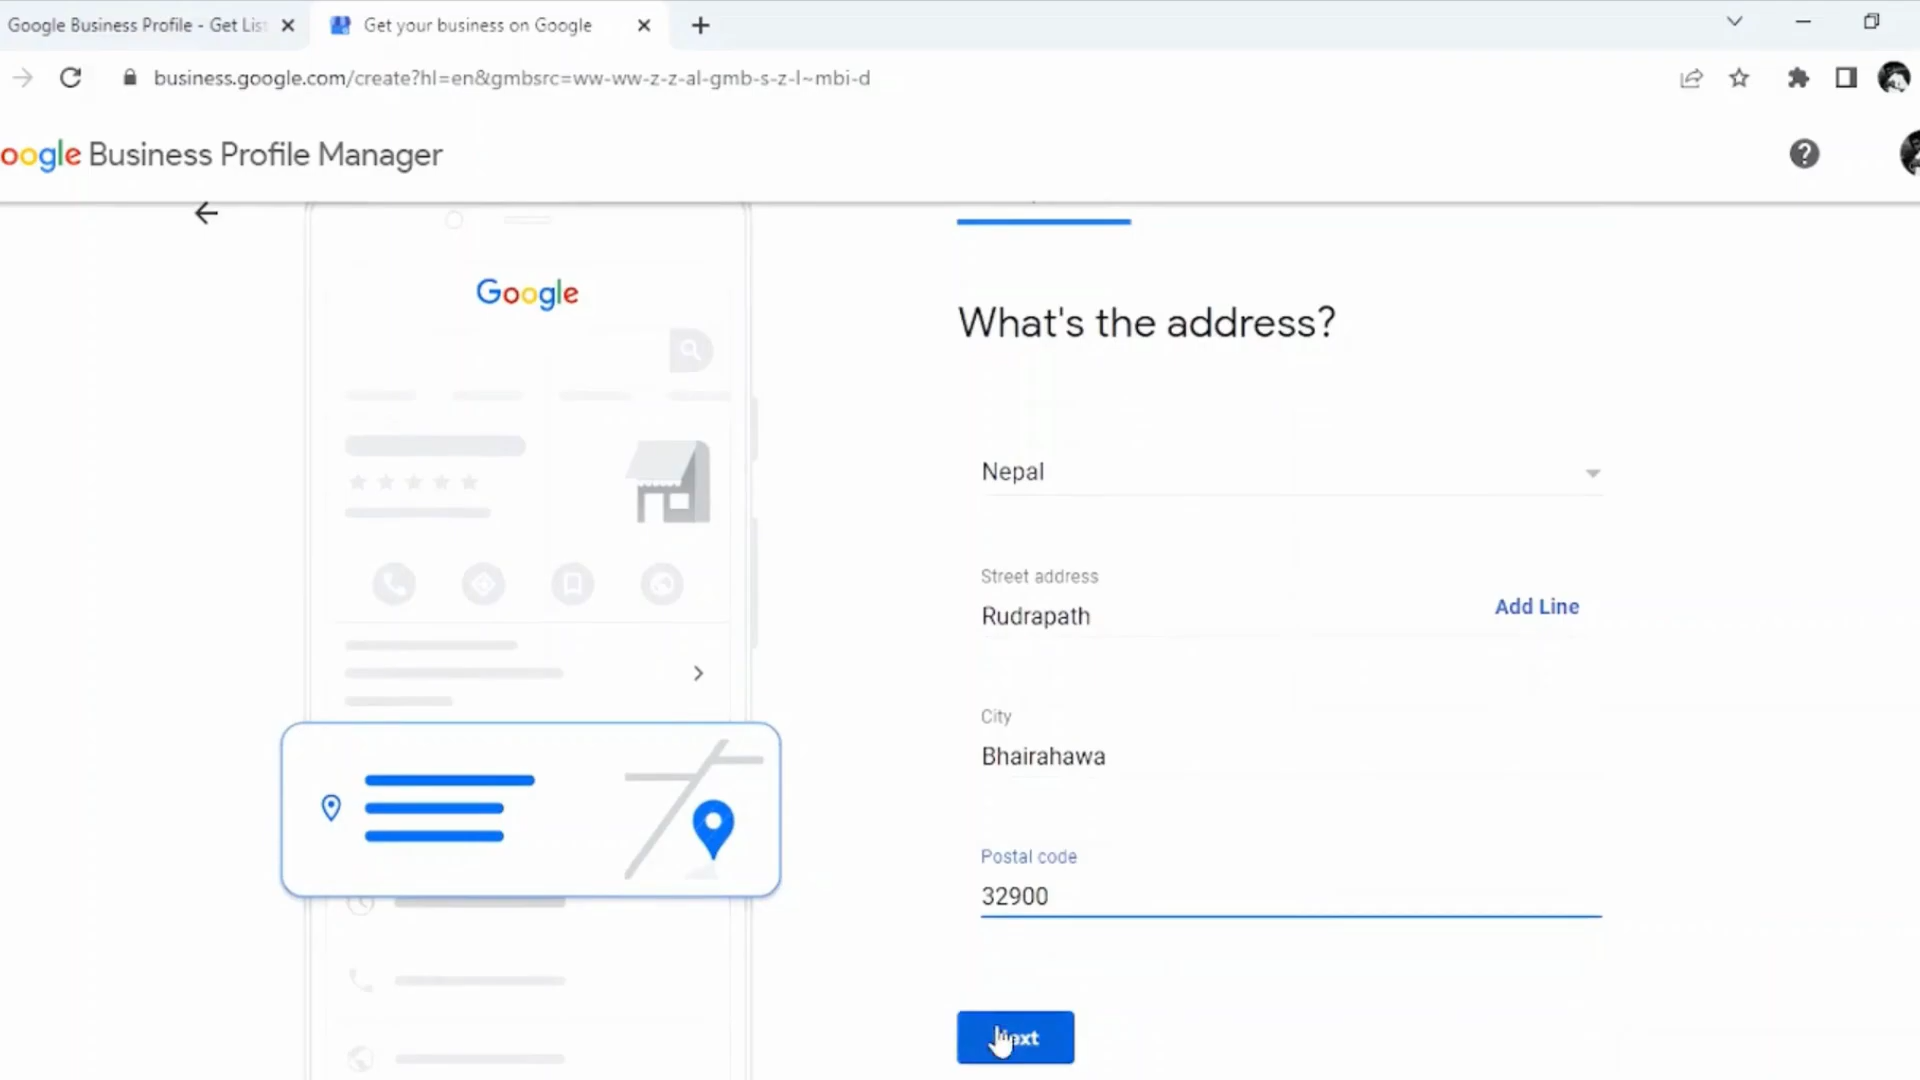 Google Business Profile - Get List
Get your business on Google
business.google.com/create?hl=en&gmbsrc=ww-ww-z-z-al-gmb-s-z-l~mbi-d
oogle Business Profile Manager
Google
What's the address?
Nepal
Street address
Rudrapath
Add Line
City
Bhairahawa
Postal code
32900
Next